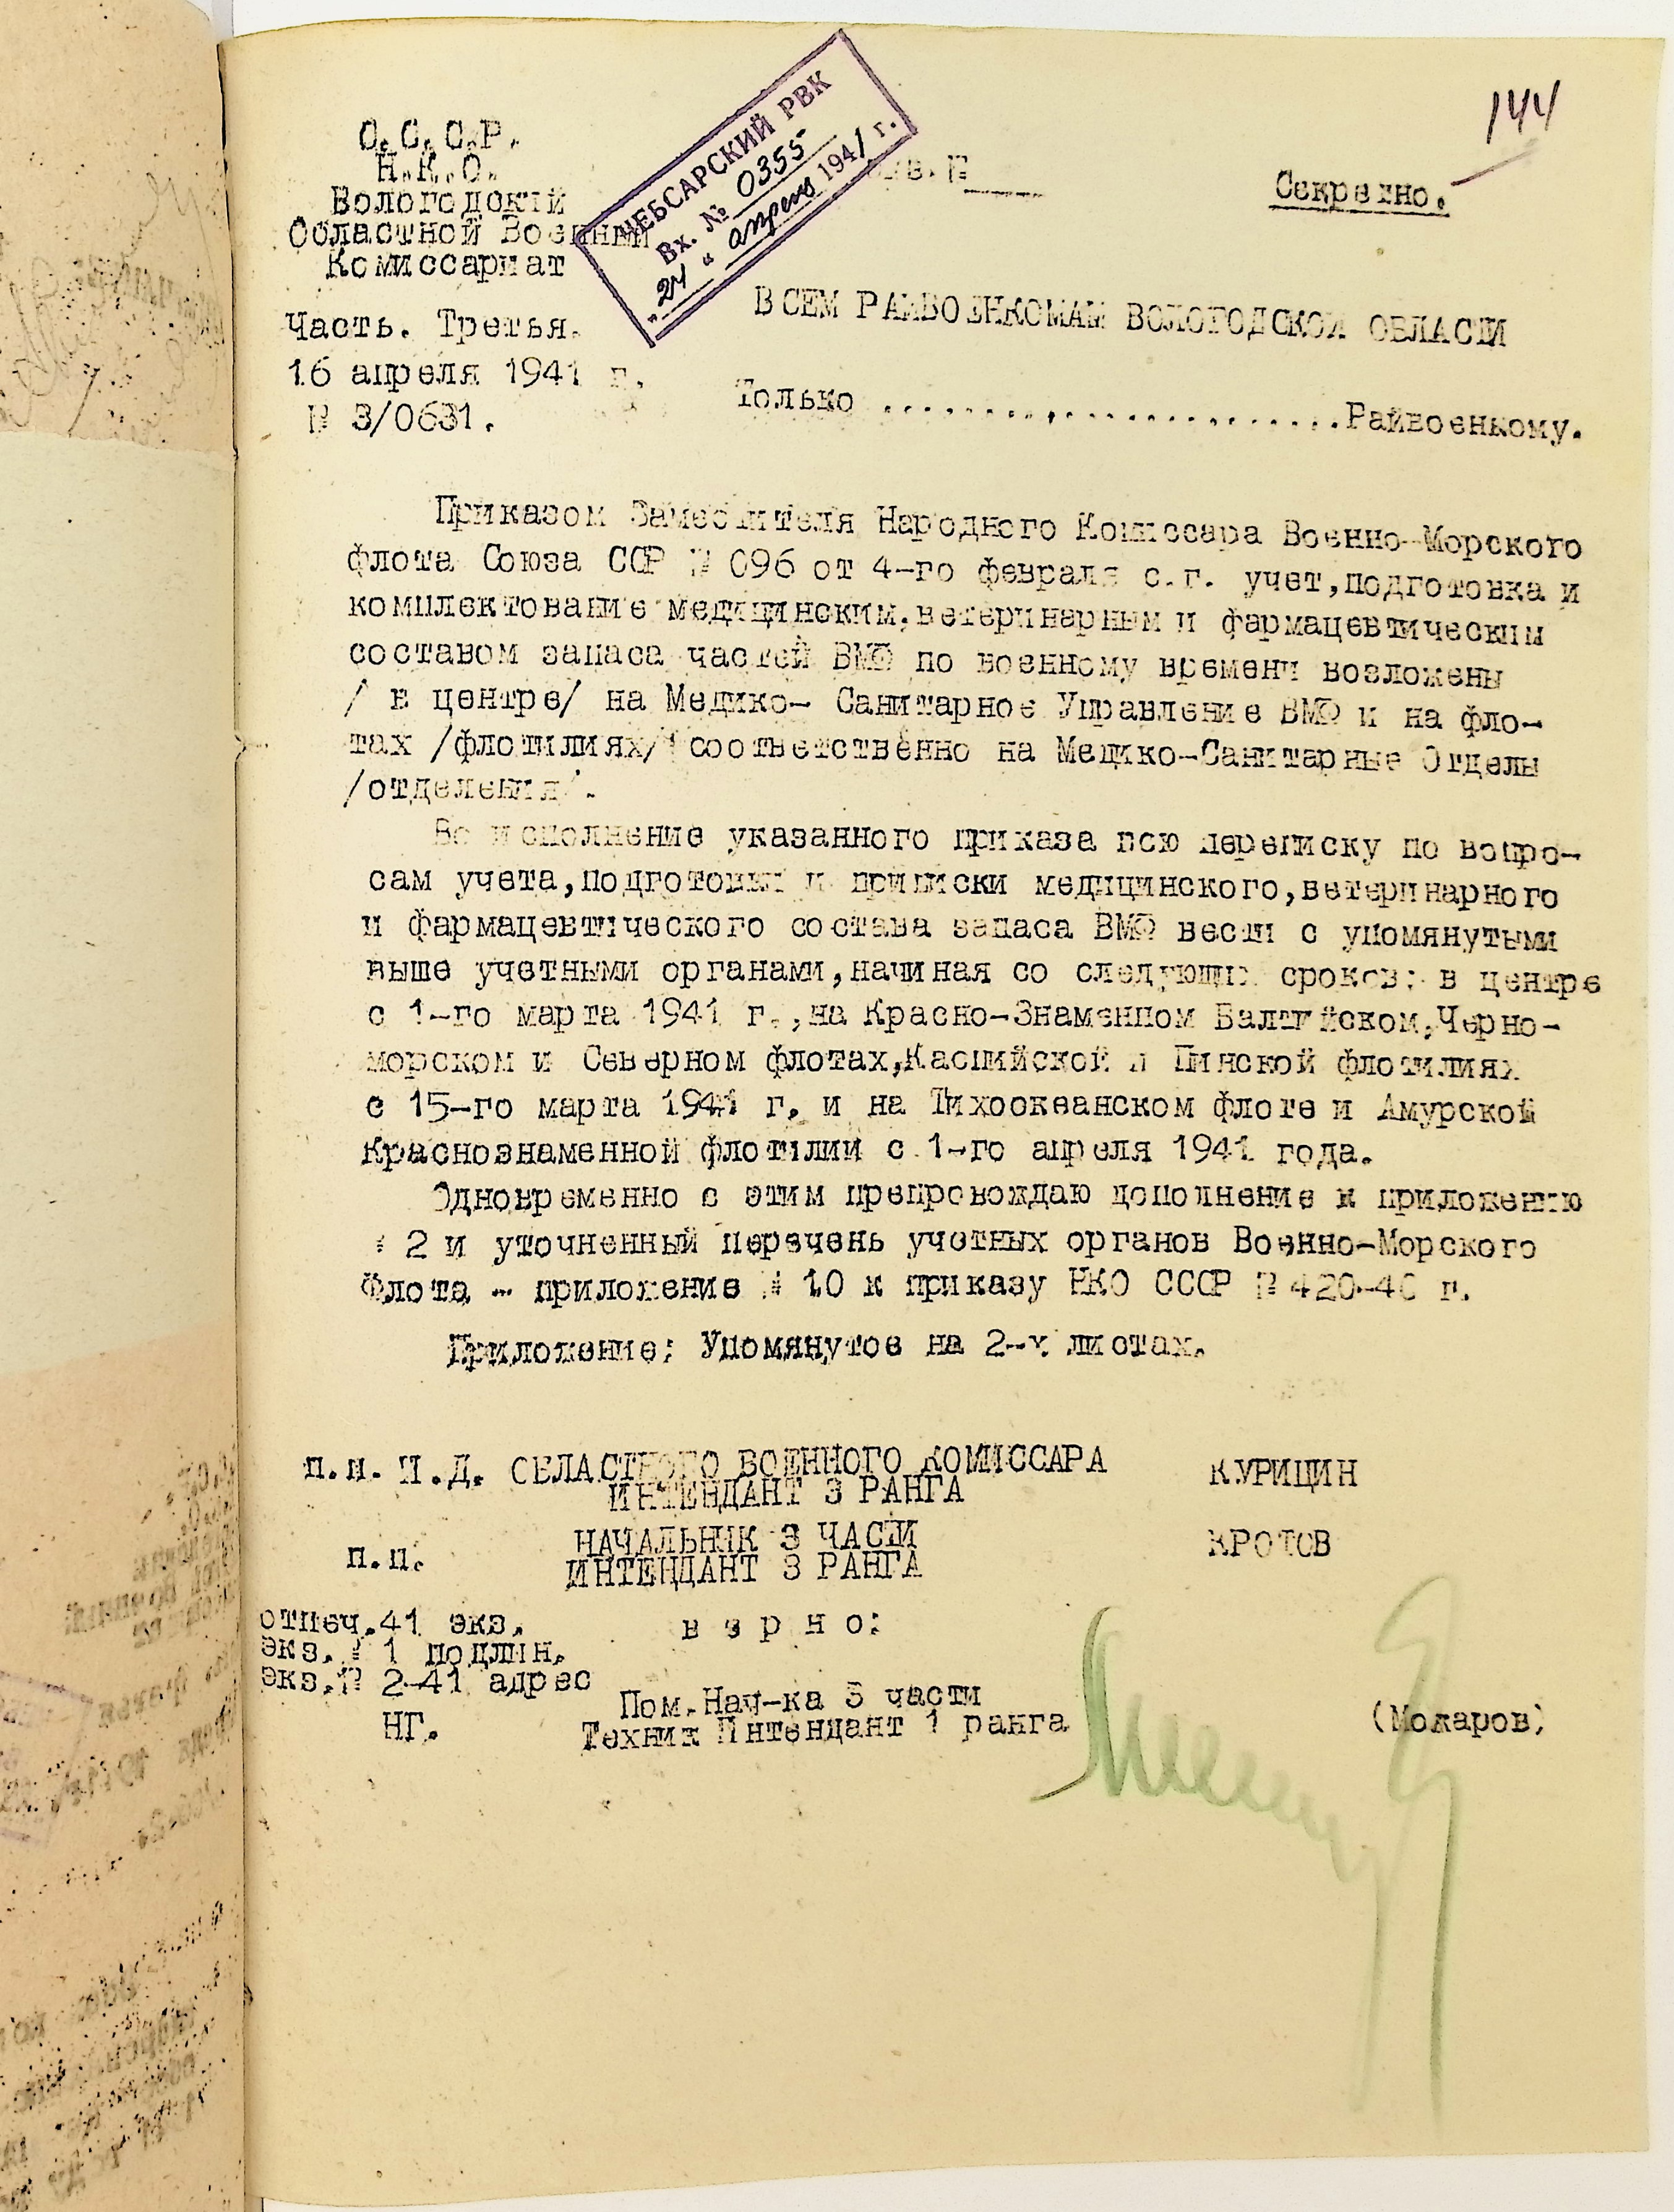 144
С.С.С.Р.
Н.К.О.
Вологодский
Областной Военный
Комиссариат
Часть. Третья.
16 апреля 1941 г.
№ 3/0631.
ЧЕБСАРСКИЙ РВК
Вх. № 0355
"24" апреля 1941 г.
Секретно.
ВСЕМ РАЙВОЕНКОМАМ ВОЛОГОДСКОЙ ОБЛАСТИ
Только ........................Райвоенкому.
Приказом Заместителя Народного Комиссара Военно-Морского
флота Союза ССР № 096 от 4-го февраля с.г. учет,подготовка и
комплектование медицинским,ветеринарным и фармацевтическим
составом запаса частей ВМФ по военному времени возложены
/ в центре/ на Медико- Санитарное Управление ВМФ и на фло-
тах /флотилиях/ соответственно на Медико-Санитарные Отделы
/отделения/.
Во исполнение указанного приказа всю переписку по вопро-
сам учета,подготовки и приписки медицинского,ветеринарного
и фармацевтического состава запаса ВМФ вести с упомянутыми
выше учетными органами,начиная со следующих сроков: в центре
с 1-го марта 1941 г.,на Красно-Знаменном Балтийском,Черно-
морском и Северном флотах,Каспийской и Пинской флотилиях
с 15-го марта 1941 г. и на Тихоокеанском флоте и Амурской
Краснознаменной флотилии с 1-го апреля 1941 года.
Одновременно с этим препровождаю дополнение к приложению
№ 2 и уточненный перечень учетных органов Военно-Морского
Флота - приложение № 10 к приказу НКО СССР № 420-40 г.
Приложение: Упомянутое на 2-х листах.
п.п. И.Д. ОБЛАСТНОГО ВОЕННОГО КОМИССАРА
ИНТЕНДАНТ 3 РАНГА
КУРИЦИН
п.п.
НАЧАЛЬНИК 3 ЧАСТИ
ИНТЕНДАНТ 3 РАНГА
КРОТОВ
отпеч.41 экз.
экз.№ 1 подлин.
экз.№ 2-41 адрес
НГ.
в е р н о:
Пом.Нач-ка 3 части
Техник Интендант 1 ранга
(Мокаров)